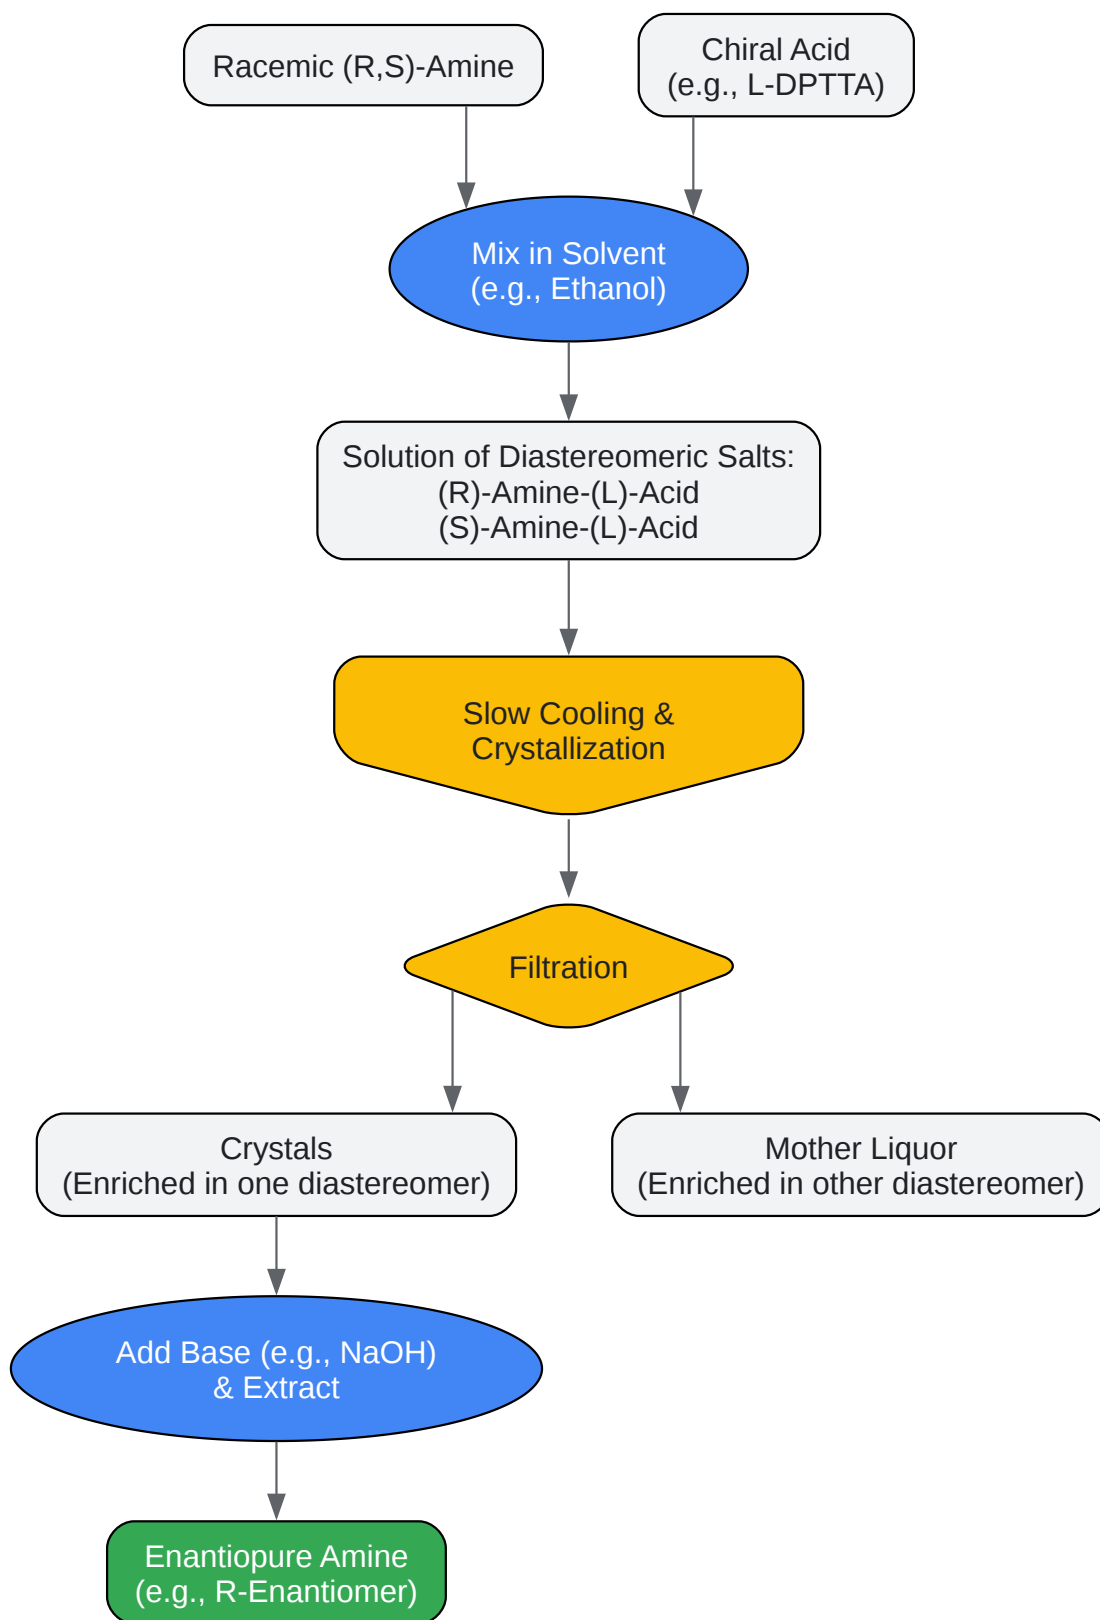 Racemic (R,S)-Amine
Chiral Acid
(e.g., L-DPTTA)
Mix in Solvent
(e.g., Ethanol)
Solution of Diastereomeric Salts:
(R)-Amine-(L)-Acid
(S)-Amine-(L)-Acid
Slow Cooling &
Crystallization
Filtration
Crystals
(Enriched in one diastereomer)
Mother Liquor
(Enriched in other diastereomer)
Add Base (e.g., NaOH)
& Extract
Enantiopure Amine
(e.g., R-Enantiomer)